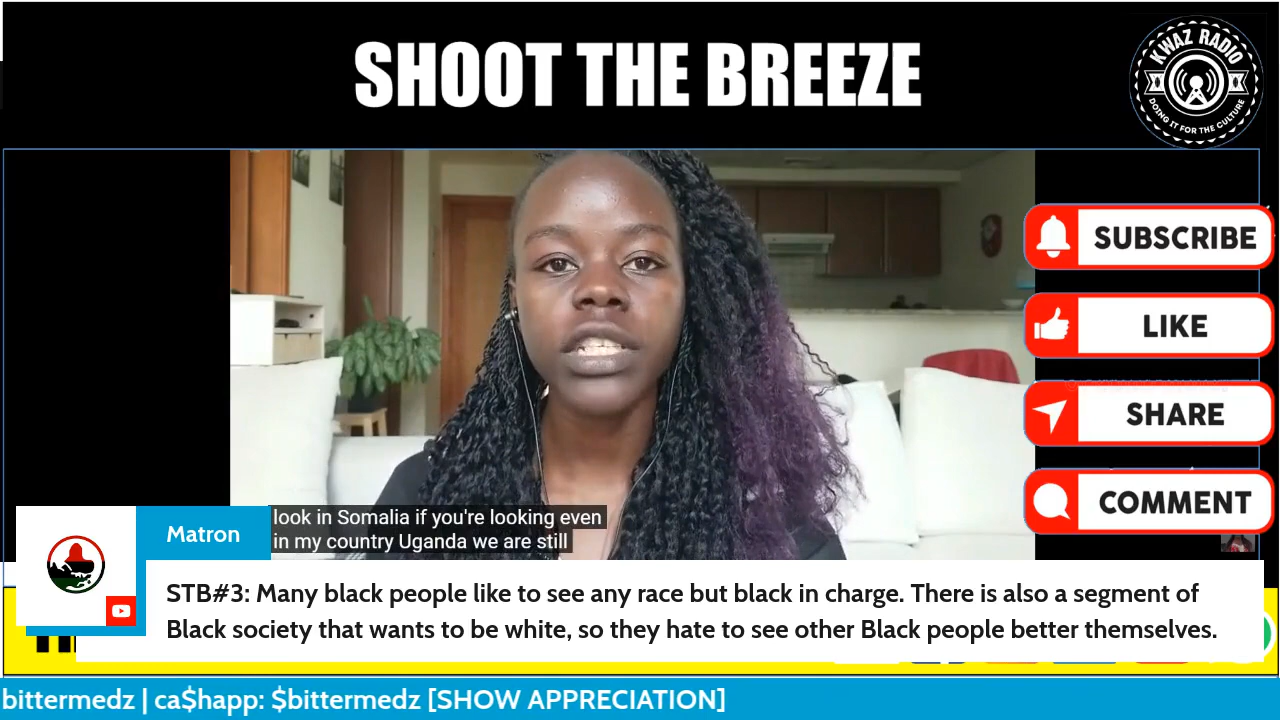 SHOOT THE BREEZE
KWAZ RADIO
DOING IT FOR THE CULTURE
SUBSCRIBE
LIKE
SHARE
COMMENT
look in Somalia if you're looking even
in my country Uganda we are still
Matron
STB#3: Many black people like to see any race but black in charge. There is also a segment of
Black society that wants to be white, so they hate to see other Black people better themselves.
bittermedz | ca$happ: $bittermedz [SHOW APPRECIATION]